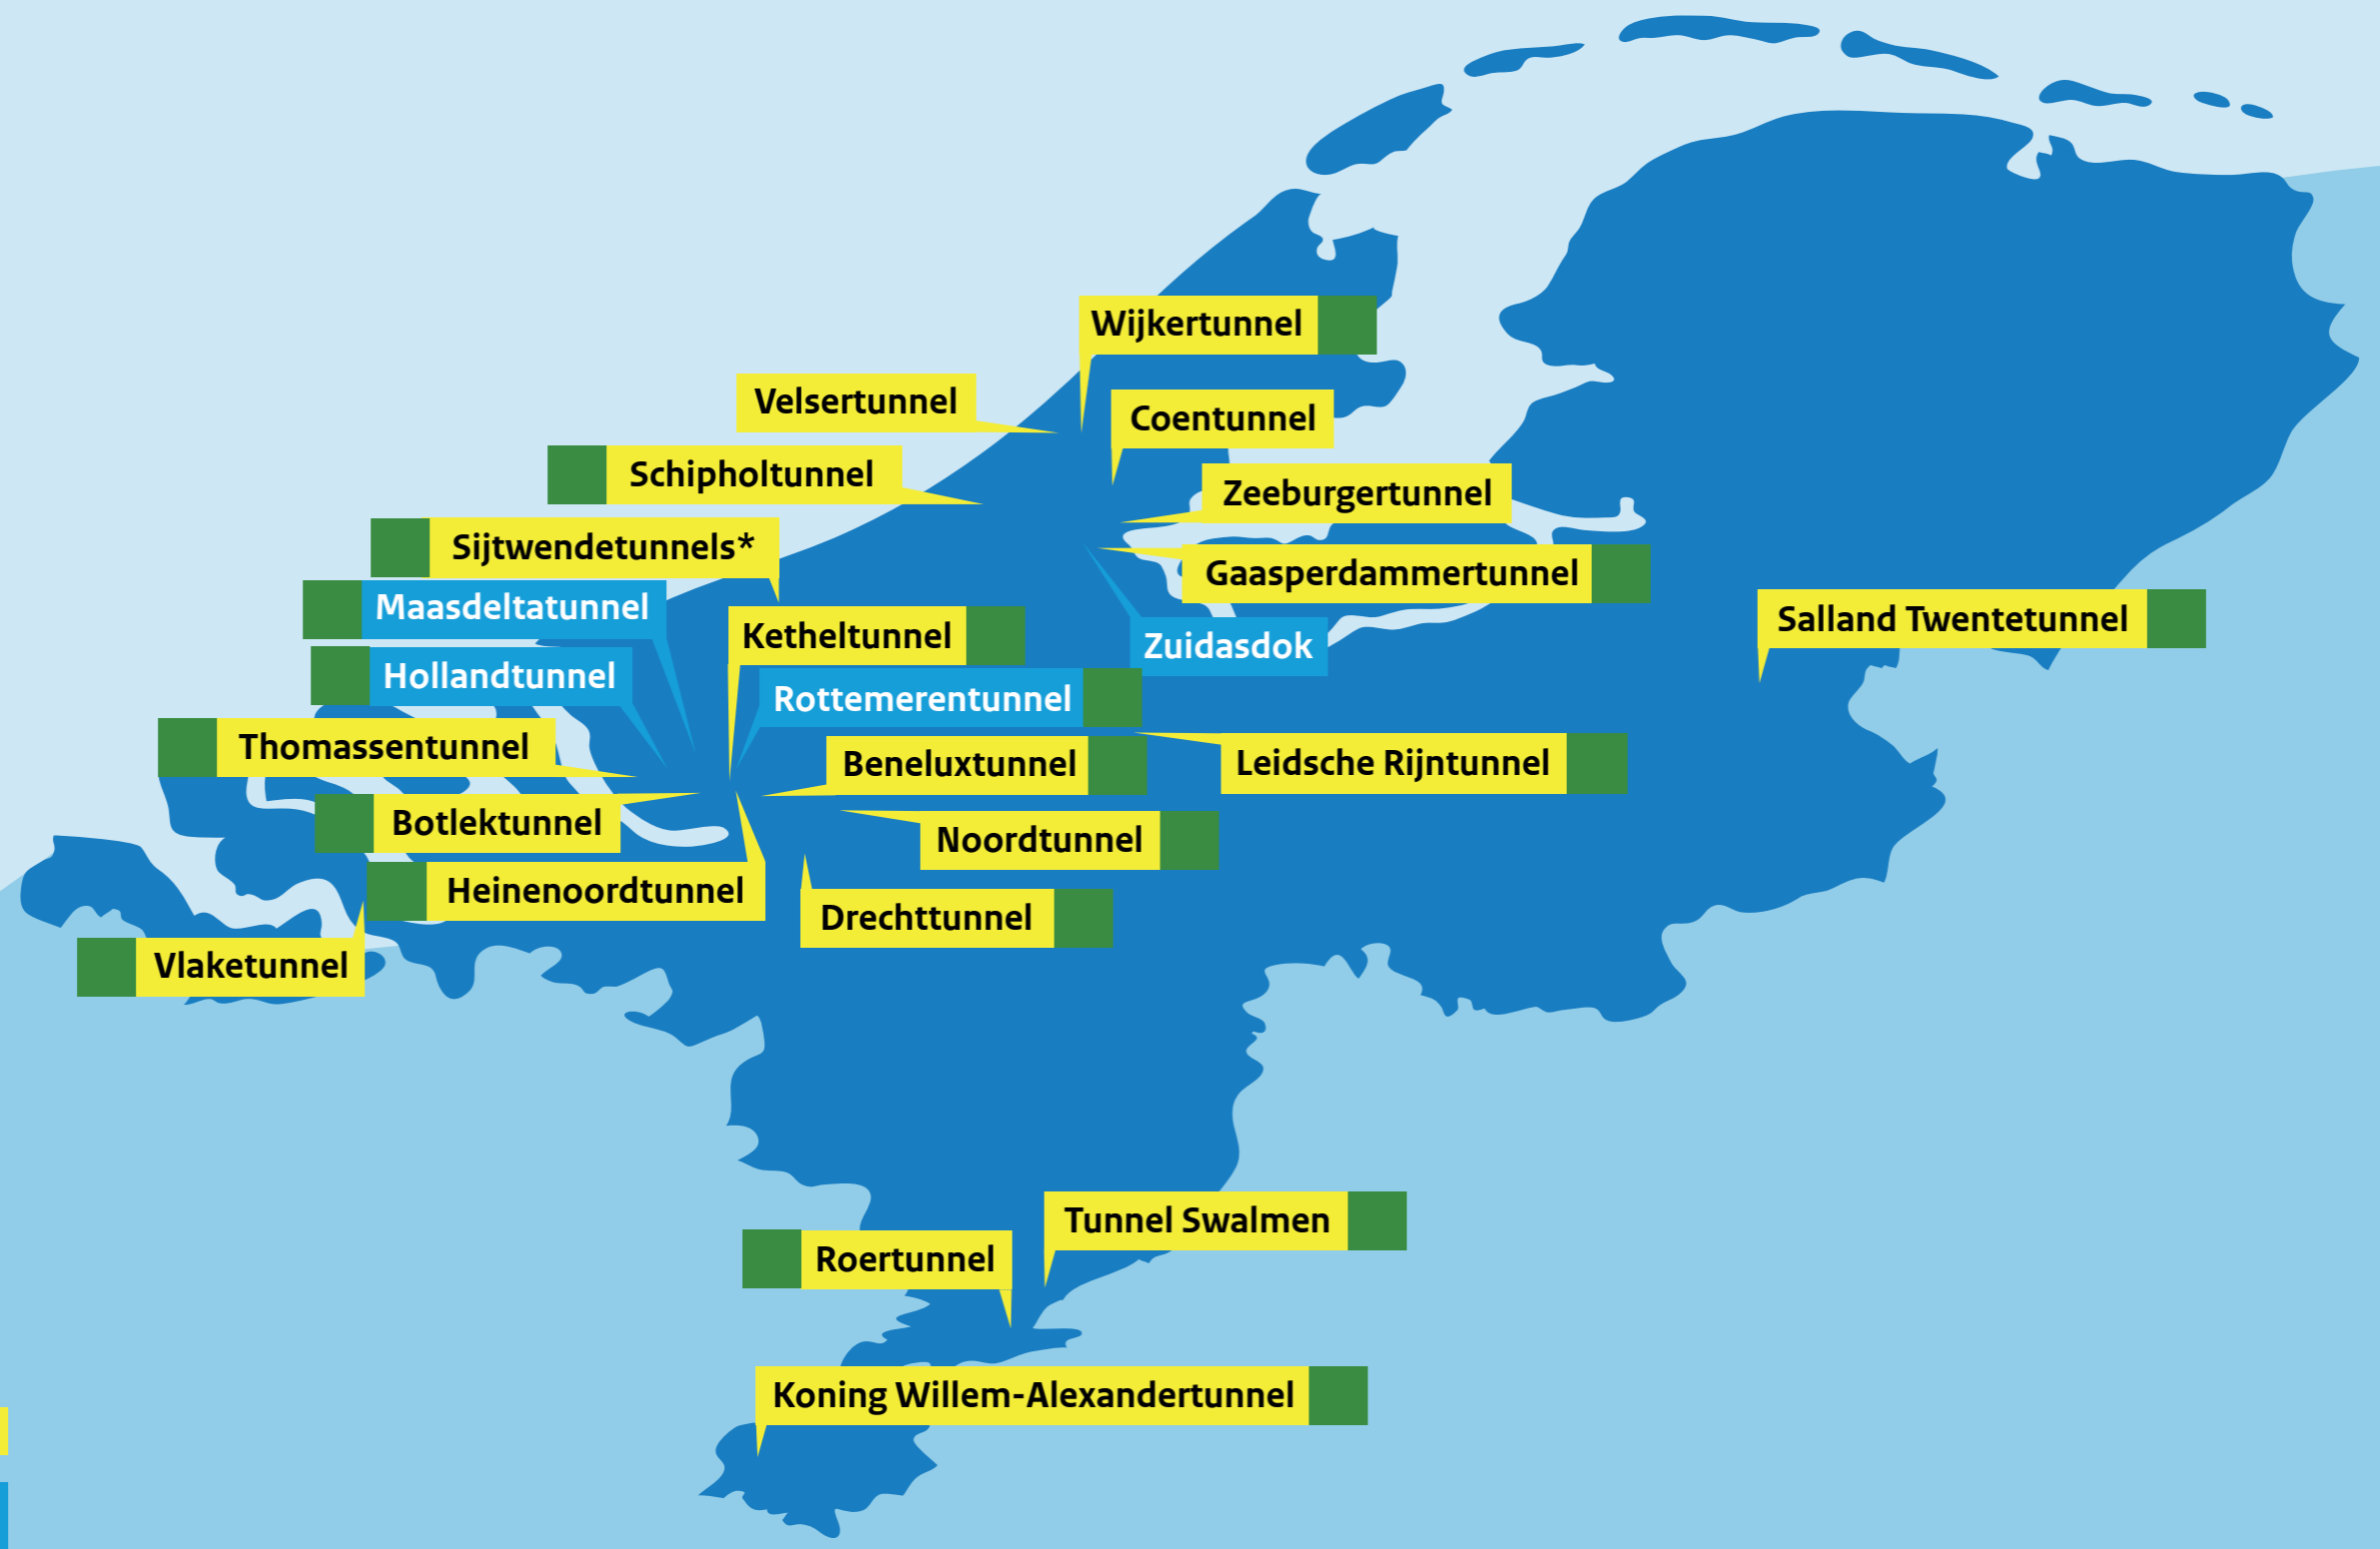 Wijkertunnel
Velsertunnel
Coentunnel
Schipholtunnel
Zeeburgertunnel
Sijtwendetunnels*
Gaasperdammertunnel
Maasdeltatunnel
Salland Twentetunnel
Ketheltunnel
Zuidasdok
Hollandtunnel
Rottemerentunnel
Thomassentunnel
Beneluxtunnel
Leidsche Rijntunnel
Botlektunnel
Noordtunnel
Heinenoordtunnel
Drechttunnel
Vlaketunnel
Tunnel Swalmen
Roertunnel
Koning Willem-Alexandertunnel